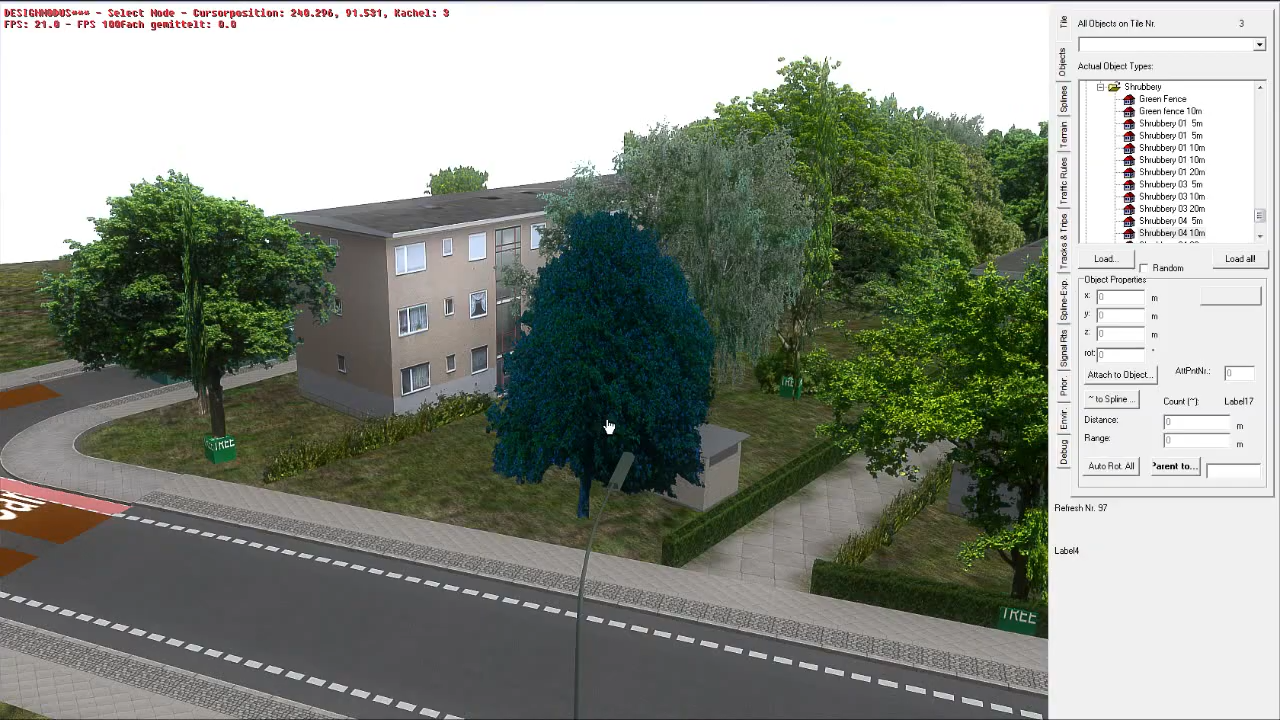 DESIGNMODUS*** - Select Mode - Cursorposition: 240.296, 91.531, Kachel: 3
FPS: 21.0 - FPS 100Fach gemittelt: 0.0
TREE
TREE
TREE
Tile
Objects
Splines
Terrain
Traffic Rules
Tracks & Trips
Spline-Exp.
Signal Rts
Prior.
Envir.
Debug
All Objects on Tile Nr. 3
Actual Object Types:
Shrubbery
Green Fence
Green fence 10m
Shrubbery 01 5m
Shrubbery 01 5m
Shrubbery 01 10m
Shrubbery 01 10m
Shrubbery 01 20m
Shrubbery 03 5m
Shrubbery 03 10m
Shrubbery 03 20m
Shrubbery 04 5m
Shrubbery 04 10m
Load... Random Load all!
Object Properties
x: 0 m
y: 0 m
z: 0 m
rot: 0 °
Attach to Object... AttPntNr.: 0
~ to Spline ... Count (~): Label17
Distance: 0 m
Range: 0 m
Auto Rot. All Parent to...
Refresh Nr. 97
Label4